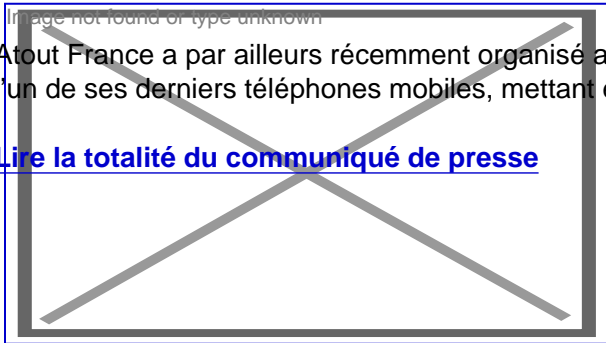 Image not found or type unknown
Atout France a par ailleurs récemment organisé
l'un de ses derniers téléphones mobiles, mettant
Lire la totalité du communiqué de presse